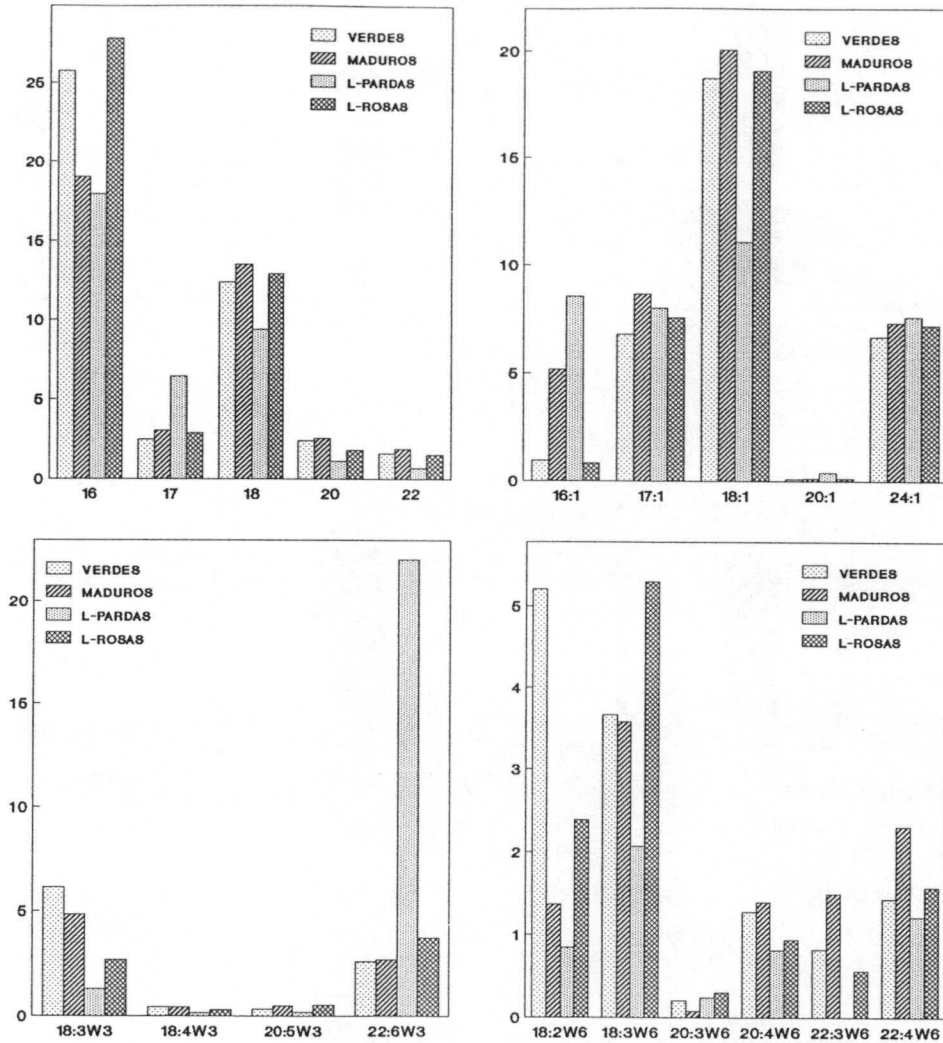 VERDES
MADUROS
L-PARDAS
L-ROSAS
25
20
15
10
5
0
16 17 18 20 22
VERDES
MADUROS
L-PARDAS
L-ROSAS
20
15
10
5
0
16:1 17:1 18:1 20:1 24:1
VERDES
MADUROS
L-PARDAS
L-ROSAS
20
15
10
5
0
18:3W3 18:4W3 20:5W3 22:6W3
VERDES
MADUROS
L-PARDAS
L-ROSAS
5
4
3
2
1
0
18:2W6 18:3W6 20:3W6 20:4W6 22:3W6 22:4W6